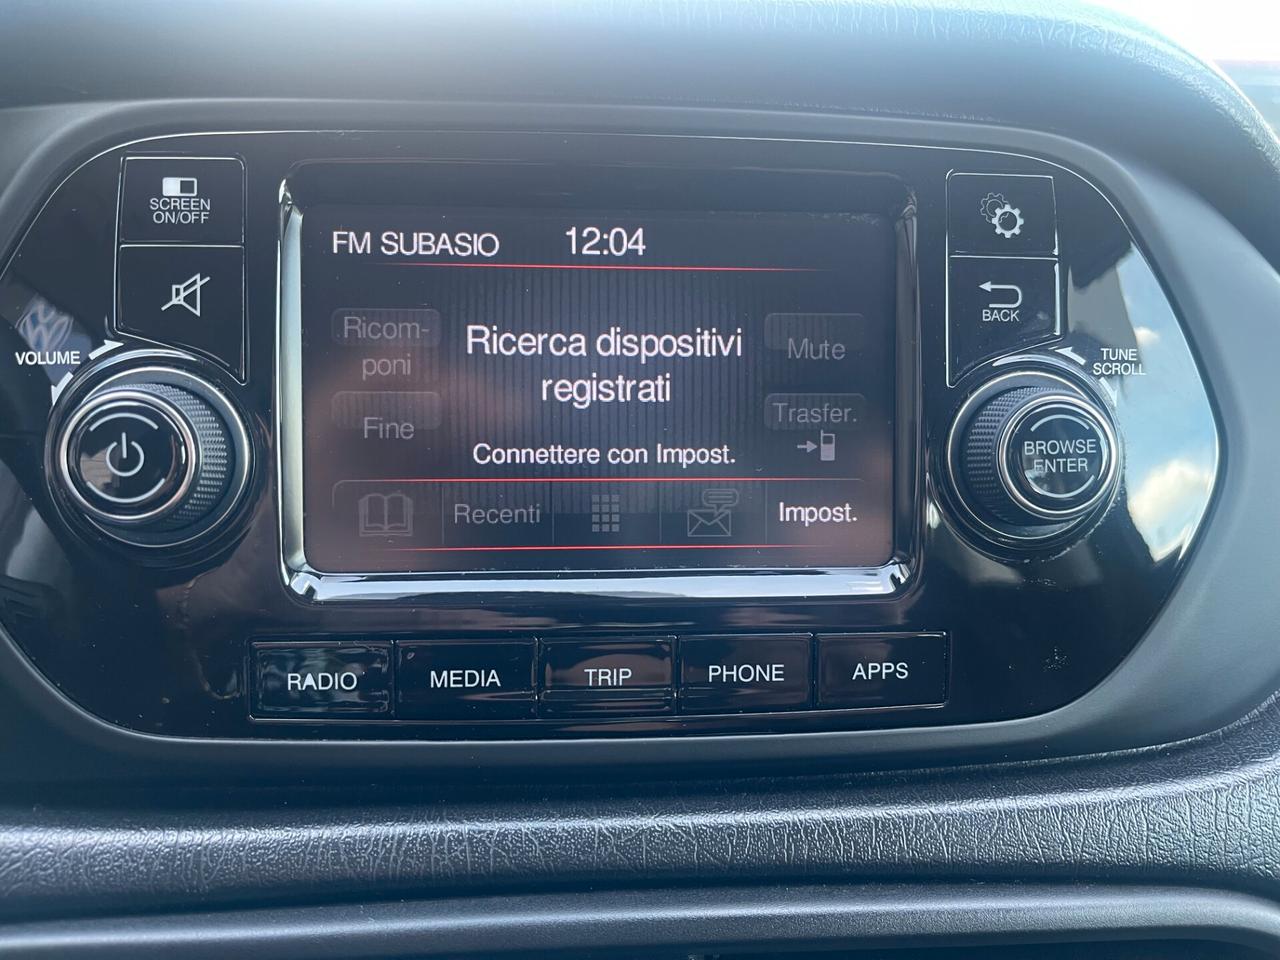 SCREEN
ON/OFF
VOLUME
FM SUBASIO 12:04
Ricom-
poni
Fine
Ricerca dispositivi
registrati
Connettere con Impost.
Mute
Trasfer.
Recenti
Impost.
BACK
TUNE
SCROLL
BROWSE
ENTER
RADIO
MEDIA
TRIP
PHONE
APPS